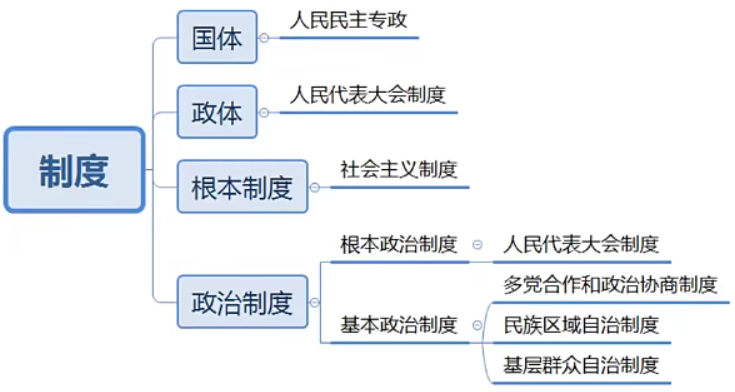 制度
国体
人民民主专政
政体
人民代表大会制度
根本制度
社会主义制度
政治制度
根本政治制度
人民代表大会制度
基本政治制度
多党合作和政治协商制度
民族区域自治制度
基层群众自治制度